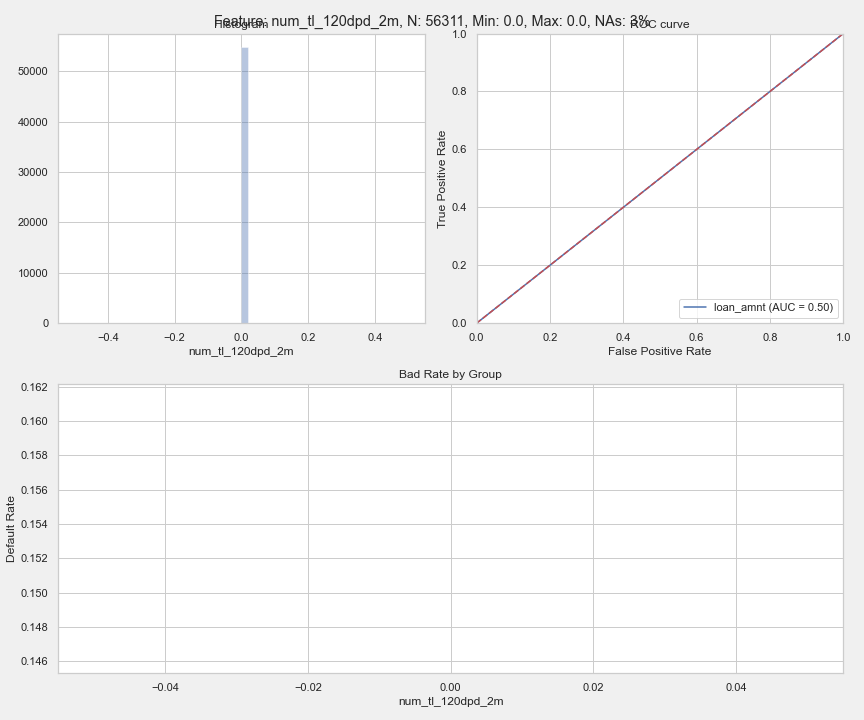 Feature: num_tl_120dpd_2m, N: 56311, Min: 0.0, Max: 0.0, NAs: 3%
Histogram
50000
40000
30000
20000
10000
0
−0.4 −0.2 0.0 0.2 0.4
num_tl_120dpd_2m
ROC curve
True Positive Rate
1.0
0.8
0.6
0.4
0.2
0.0
loan_amnt (AUC = 0.50)
0.0 0.2 0.4 0.6 0.8 1.0
False Positive Rate
Bad Rate by Group
Default Rate
0.162
0.160
0.158
0.156
0.154
0.152
0.150
0.148
0.146
−0.04 −0.02 0.00 0.02 0.04
num_tl_120dpd_2m